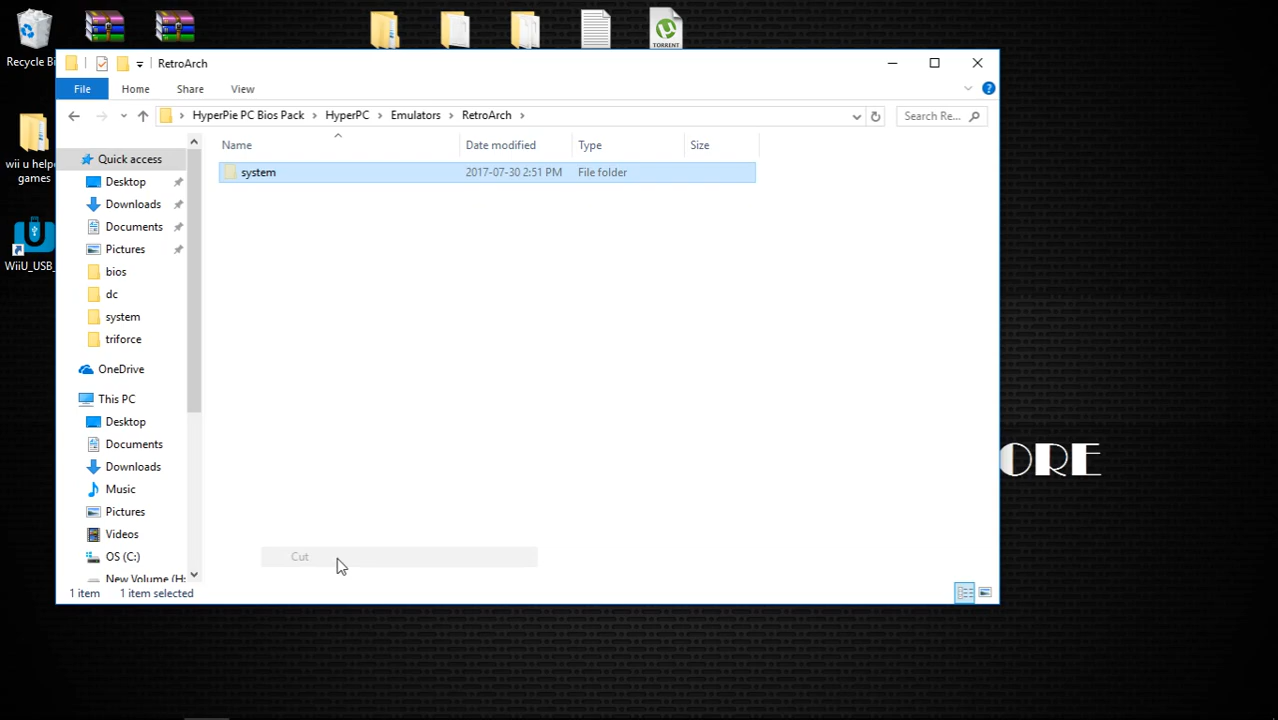 TORRENT
Recycle Bi
RetroArch
File Home Share View
HyperPie PC Bios Pack HyperPC Emulators RetroArch
Search Re...
Name Date modified Type Size
system 2017-07-30 2:51 PM File folder
wii u help
games
WiiU_USB_
Quick access
Desktop
Downloads
Documents
Pictures
bios
dc
system
triforce
OneDrive
This PC
Desktop
Documents
Downloads
Music
Pictures
Videos
OS (C:)
New Volume (H:
Cut
1 item 1 item selected
ORE